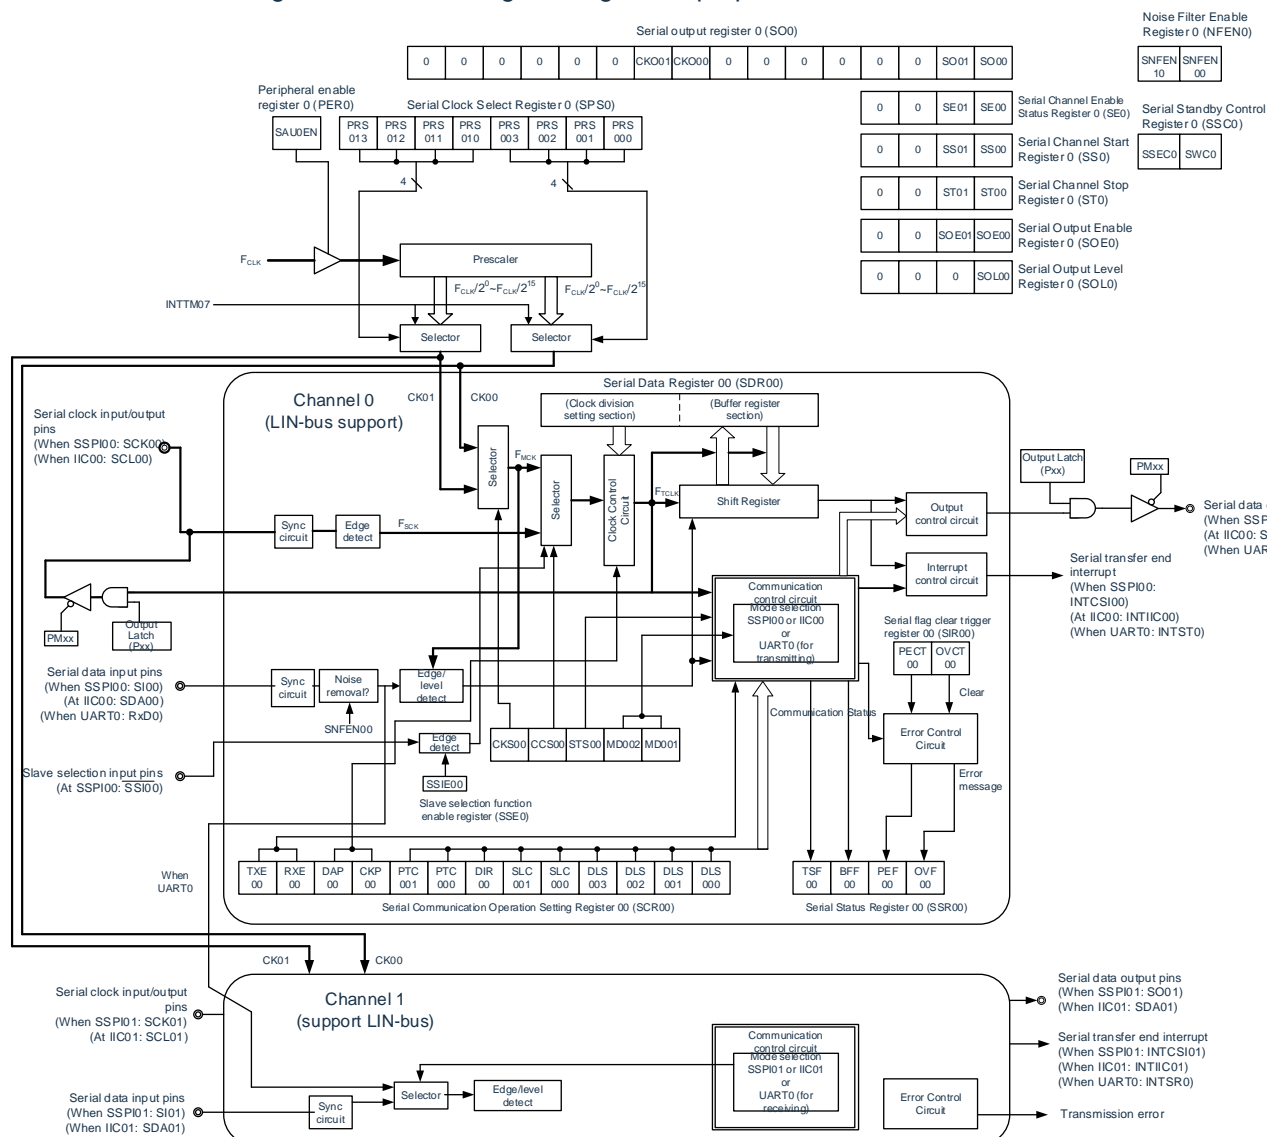 Serial output register 0 (SO0)
0 0 0 0 0 0 CKO01 CKO00 0 0 0 0 0 0 SO01 SO00
Noise Filter Enable
Register 0 (NFEN0)
SNFEN SNFEN
10 00
Peripheral enable
register 0 (PER0)
SAU0EN
Serial Clock Select Register 0 (SPS0)
PRS PRS PRS PRS PRS PRS PRS PRS
013 012 011 010 003 002 001 000
0 0 SE01 SE00
Serial Channel Enable
Status Register 0 (SE0)
Serial Standby Control
Register 0 (SSC0)
SSEC0 SWC0
0 0 SS01 SS00
Serial Channel Start
Register 0 (SS0)
0 0 ST01 ST00
Serial Channel Stop
Register 0 (ST0)
0 0 SOE01 SOE00
Serial Output Enable
Register 0 (SOE0)
0 0 0 SOL00
Serial Output Level
Register 0 (SOL0)
4
4
FCLK
Prescaler
FCLK/2^0~FCLK/2^15
FCLK/2^0~FCLK/2^15
INTTM07
Selector
Selector
Channel 0
(LIN-bus support)
CK01
CK00
Serial Data Register 00 (SDR00)
(Clock division
setting section)
(Buffer register
section)
Serial clock input/output
pins
(When SSPI00: SCK00)
(When IIC00: SCL00)
Selector
FMCK
Selector
Clock Control
Circuit
FTCLK
Shift Register
Sync
circuit
Edge
detect
FSCK
Output
control circuit
Output Latch
(Pxx)
PMxx
Serial data
(When SSP
(At IIC00: S
(When UAR
Interrupt
control circuit
Serial transfer end
interrupt
(When SSPI00:
INTCSI00)
(At IIC00: INTIIC00)
(When UART0: INTST0)
Communication
control circuit
Mode selection
SSPI00 or IIC00
or
UART0 (for
transmitting)
PMxx
Output
Latch
(Pxx)
Serial flag clear trigger
register 00 (SIR00)
PECT OVCT
00 00
Clear
Serial data input pins
(When SSPI00: SI00)
(At IIC00: SDA00)
(When UART0: RxD0)
Sync
circuit
Noise
removal?
SNFEN00
Edge/
level
detect
Communication Status
Error Control
Circuit
Error
message
CKS00 CCS00 STS00 MD002 MD001
Slave selection input pins
(At SSPI00: SSI00)
Edge
detect
SSIE00
Slave selection function
enable register (SSE0)
When
UART0
TXE RXE DAP CKP PTC PTC DIR SLC SLC DLS DLS DLS DLS
00 00 00 00 001 000 00 001 000 003 002 001 000
Serial Communication Operation Setting Register 00 (SCR00)
TSF BFF PEF OVF
00 00 00 00
Serial Status Register 00 (SSR00)
CK01
CK00
Channel 1
(support LIN-bus)
Serial clock input/output
pins
(When SSPI01: SCK01)
(At IIC01: SCL01)
Serial data output pins
(When SSPI01: SO01)
(When IIC01: SDA01)
Serial transfer end interrupt
(When SSPI01: INTCSI01)
(When IIC01: INTIIC01)
(When UART0: INTSR0)
Communication
control circuit
Mode selection
SSPI01 or IIC01
or
UART0 (for
receiving)
Serial data input pins
(When SSPI01: SI01)
(When IIC01: SDA01)
Sync
circuit
Selector
Edge/level
detect
Error Control
Circuit
Transmission error